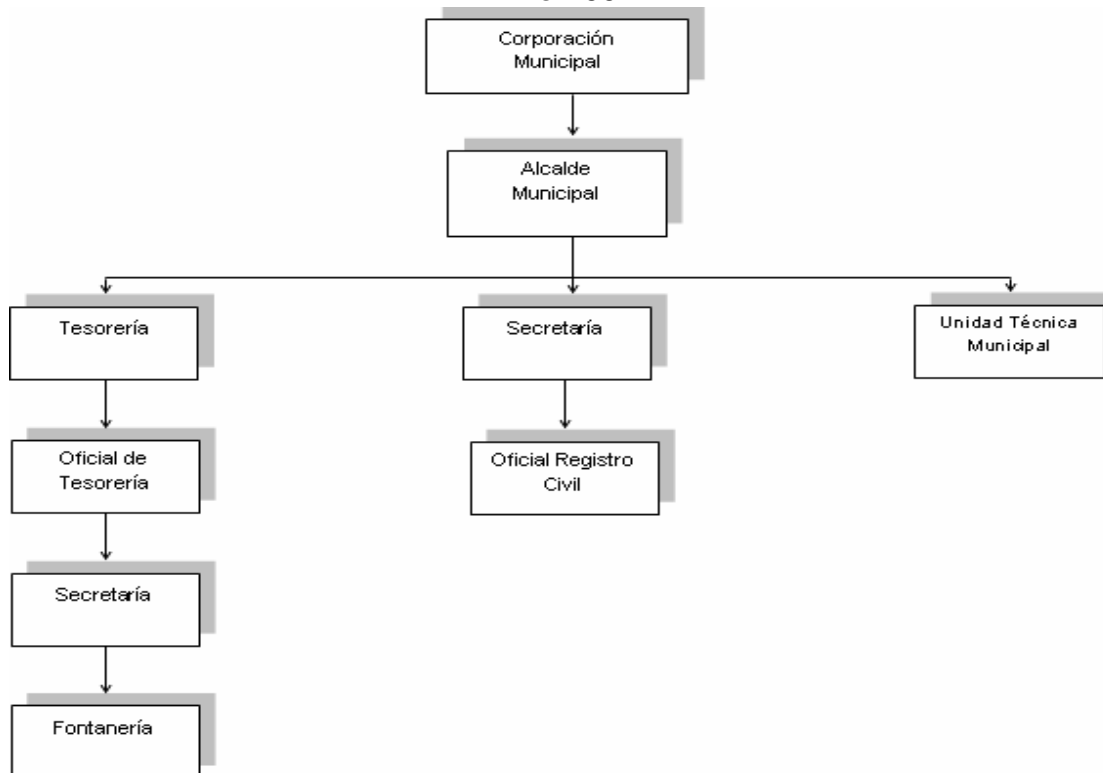 Corporación
Municipal
Alcalde
Municipal
Tesorería
Secretaría
Unidad Técnica
Municipal
Oficial de
Tesorería
Oficial Registro
Civil
Secretaría
Fontanería